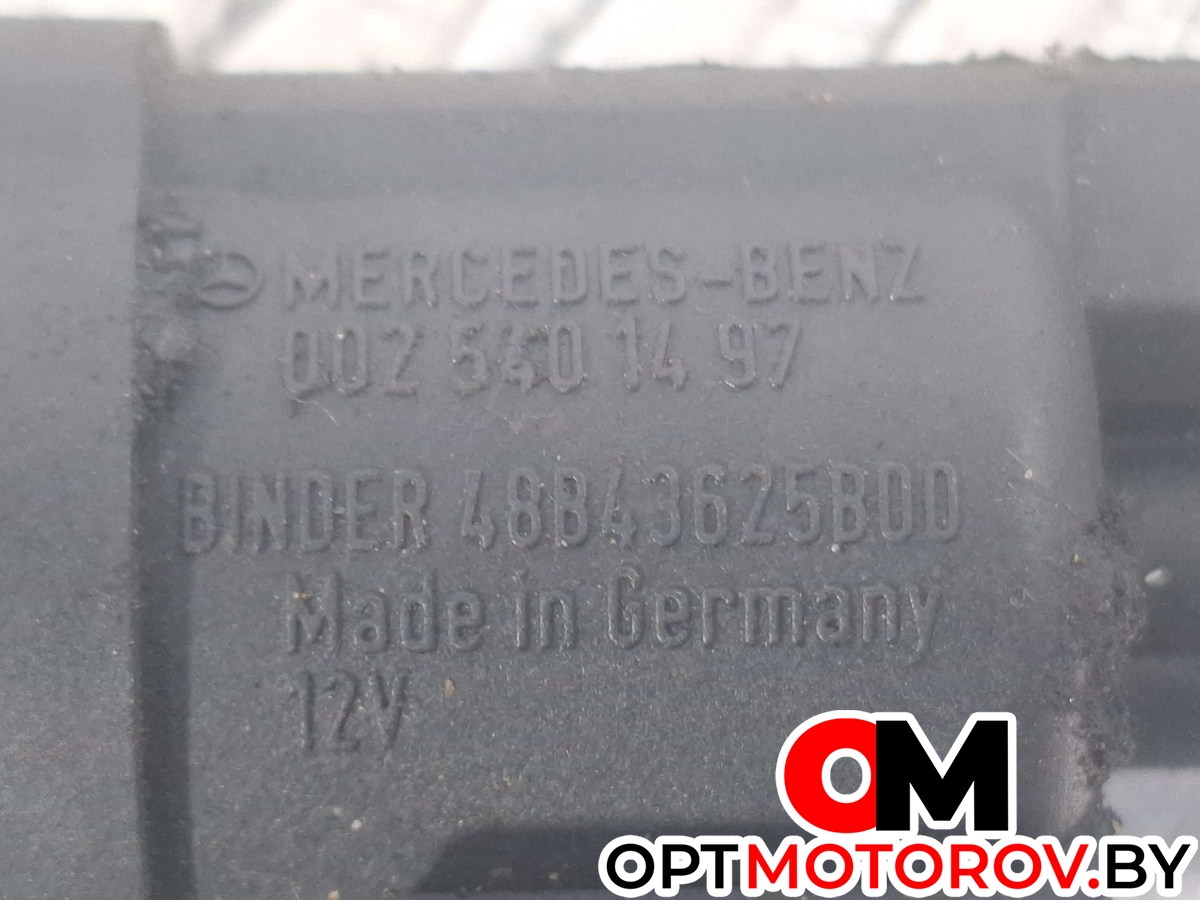 MERCEDES-BENZ
002 540 14 97
BINDER 48B43625B00
Made in Germany
12V
OM
OPTMOTOROV.BY